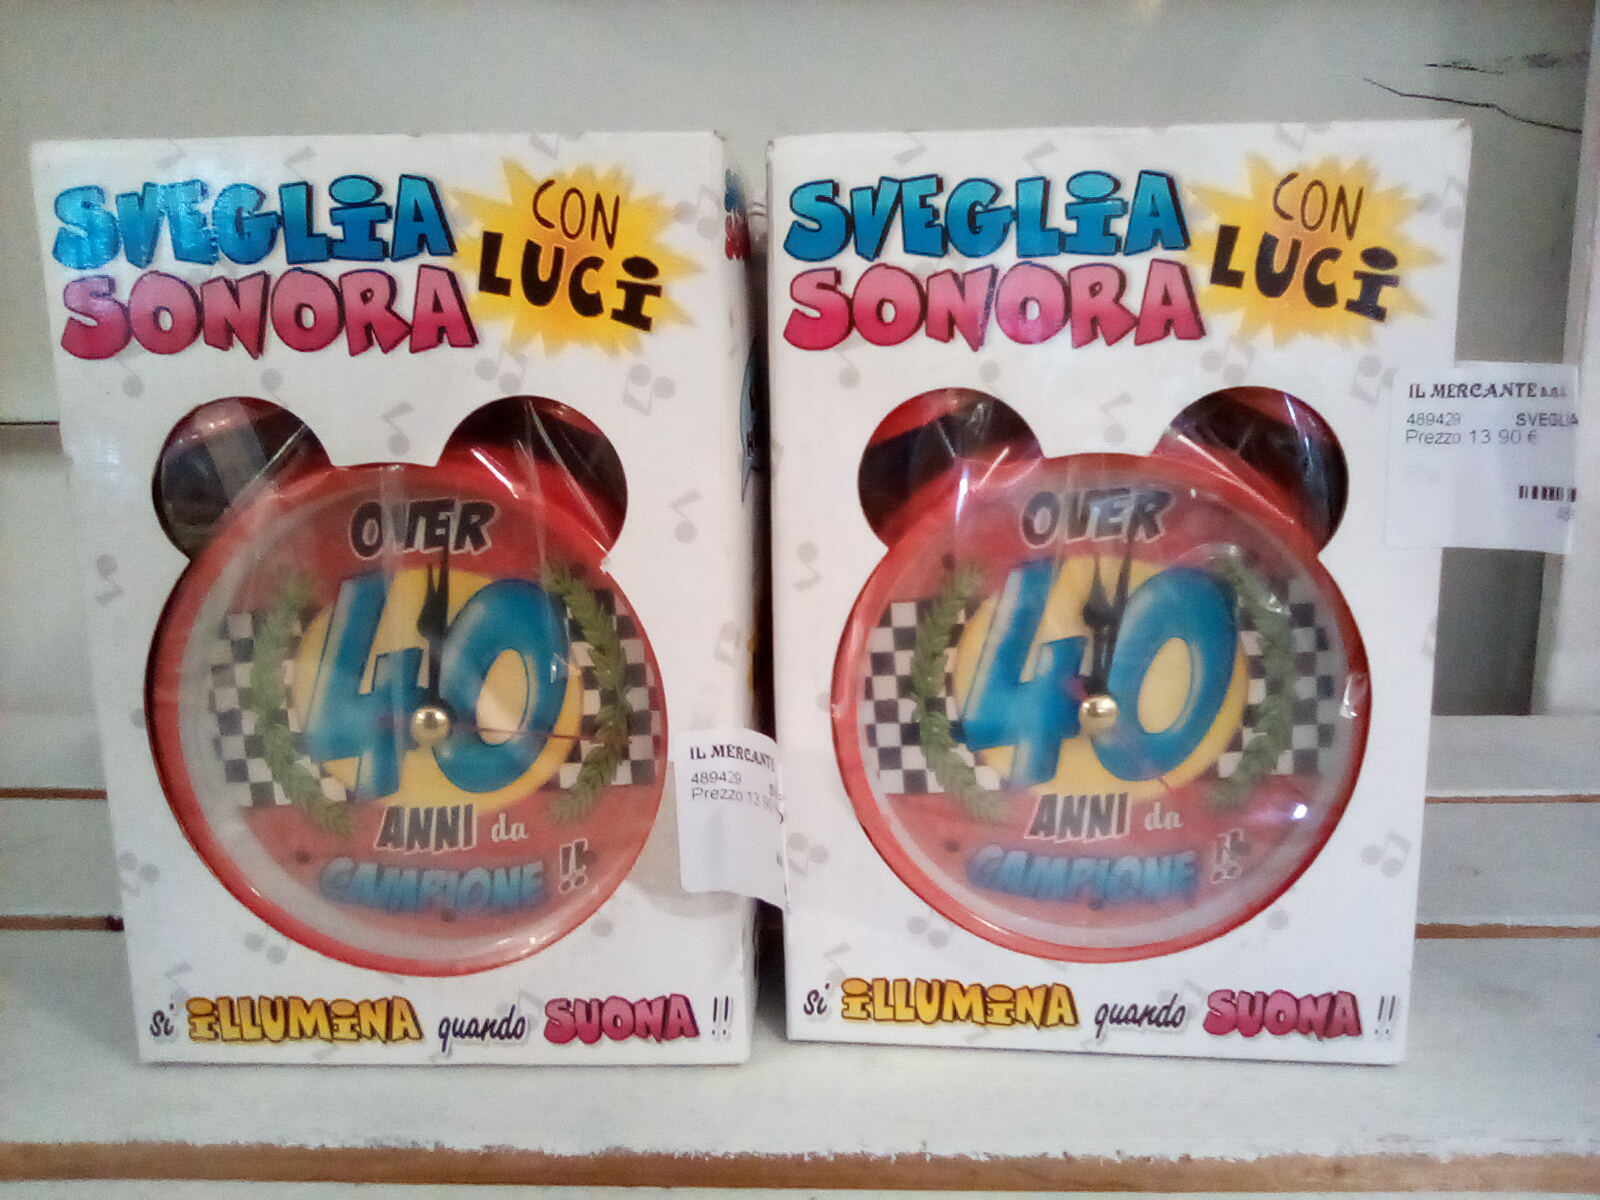 SVEGLIA
SONORA
CON
LUCI
OVER
40
ANNI da
CAMPIONE !!
si ILLUMINA quando SUONA !!
IL MERCANTE
489429
Prezzo 13 90
SVEGLIA
SONORA
CON
LUCI
OVER
40
ANNI da
CAMPIONE !!
si ILLUMINA quando SUONA !!
IL MERCANTE
489429 SVEGLIA
Prezzo 13 90 €